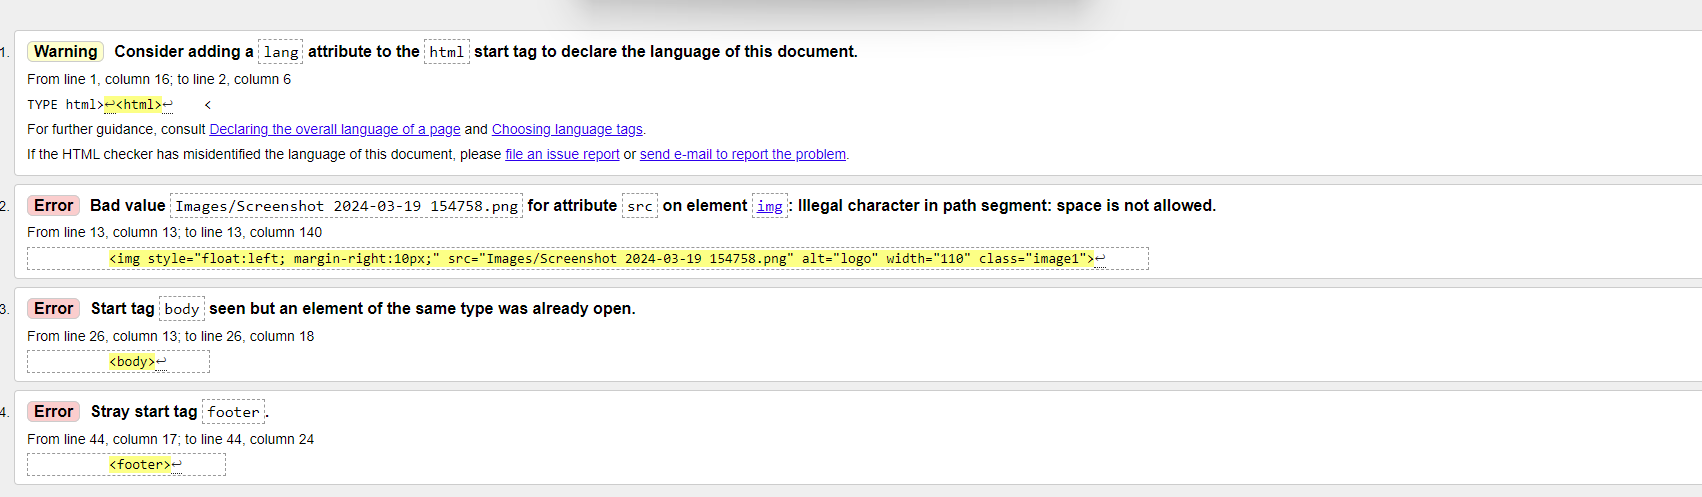 1. Warning Consider adding a lang attribute to the html start tag to declare the language of this document.
From line 1, column 16; to line 2, column 6
TYPE html>↩<html>↩    <
For further guidance, consult Declaring the overall language of a page and Choosing language tags.
If the HTML checker has misidentified the language of this document, please file an issue report or send e-mail to report the problem.
2. Error Bad value Images/Screenshot 2024-03-19 154758.png for attribute src on element img: Illegal character in path segment: space is not allowed.
From line 13, column 13; to line 13, column 140
<img style="float:left; margin-right:10px;" src="Images/Screenshot 2024-03-19 154758.png" alt="logo" width="110" class="image1">↩
3. Error Start tag body seen but an element of the same type was already open.
From line 26, column 13; to line 26, column 18
<body>↩
4. Error Stray start tag footer.
From line 44, column 17; to line 44, column 24
<footer>↩